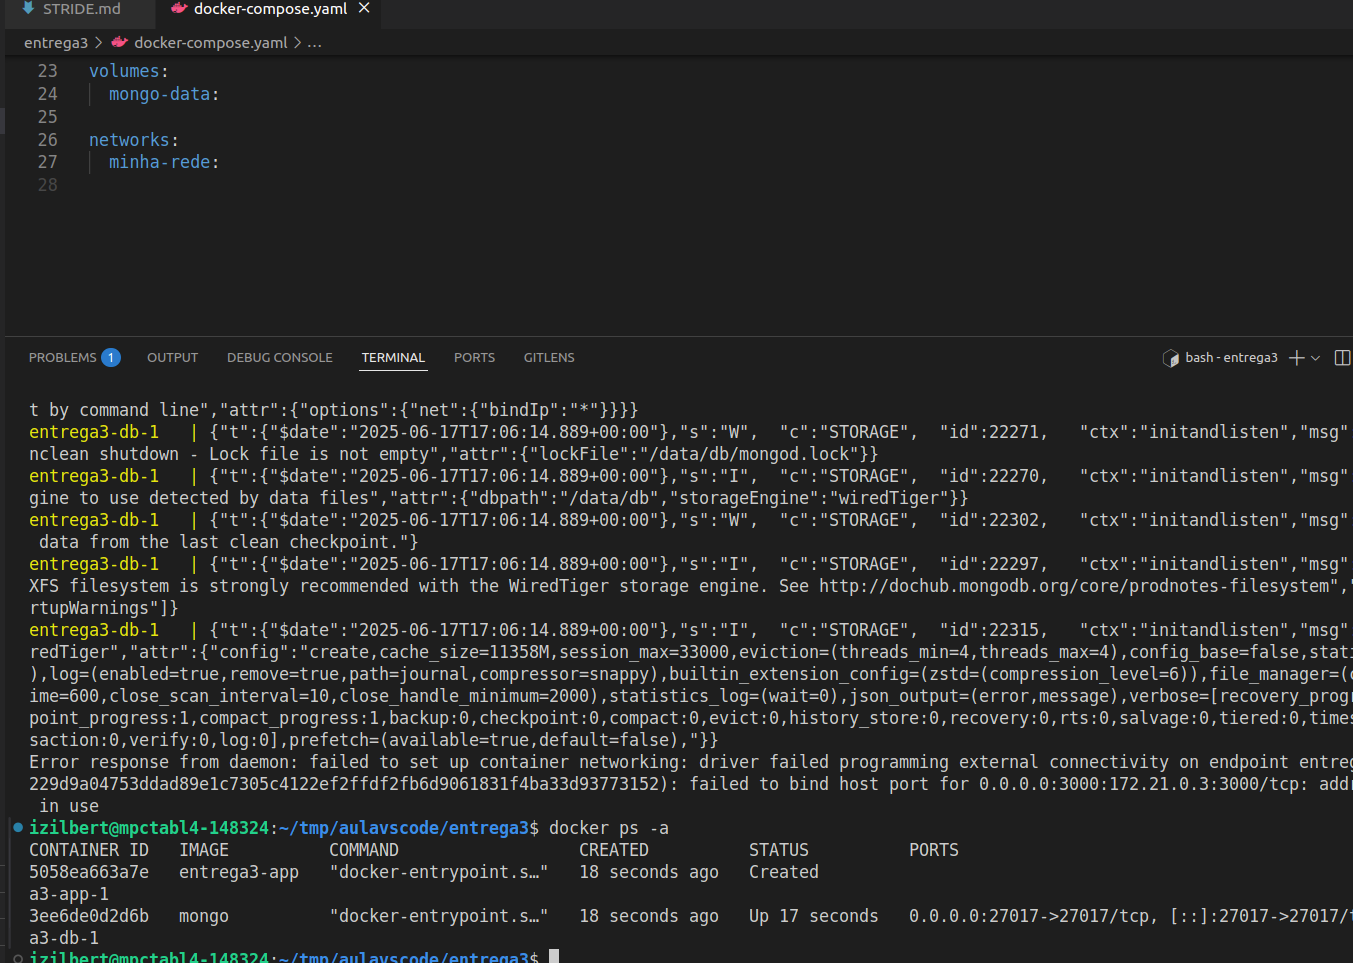 STRIDE.md docker-compose.yaml
entrega3 > docker-compose.yaml > ...
23 volumes:
24 mongo-data:
25
26 networks:
27 minha-rede:
28
PROBLEMS 1 OUTPUT DEBUG CONSOLE TERMINAL PORTS GITLENS bash - entrega3
t by command line","attr":{"options":{"net":{"bindIp":"*"}}}}
entrega3-db-1 | {"t":{"$date":"2025-06-17T17:06:14.889+00:00"},"s":"W", "c":"STORAGE", "id":22271, "ctx":"initandlisten","msg"
nclean shutdown - Lock file is not empty","attr":{"lockFile":"/data/db/mongod.lock"}}
entrega3-db-1 | {"t":{"$date":"2025-06-17T17:06:14.889+00:00"},"s":"I", "c":"STORAGE", "id":22270, "ctx":"initandlisten","msg"
gine to use detected by data files","attr":{"dbpath":"/data/db","storageEngine":"wiredTiger"}}
entrega3-db-1 | {"t":{"$date":"2025-06-17T17:06:14.889+00:00"},"s":"W", "c":"STORAGE", "id":22302, "ctx":"initandlisten","msg"
data from the last clean checkpoint."}
entrega3-db-1 | {"t":{"$date":"2025-06-17T17:06:14.889+00:00"},"s":"I", "c":"STORAGE", "id":22297, "ctx":"initandlisten","msg"
XFS filesystem is strongly recommended with the WiredTiger storage engine. See http://dochub.mongodb.org/core/prodnotes-filesystem","
rtupWarnings"]}
entrega3-db-1 | {"t":{"$date":"2025-06-17T17:06:14.889+00:00"},"s":"I", "c":"STORAGE", "id":22315, "ctx":"initandlisten","msg"
redTiger","attr":{"config":"create,cache_size=11358M,session_max=33000,eviction=(threads_min=4,threads_max=4),config_base=false,stati
),log=(enabled=true,remove=true,path=journal,compressor=snappy),builtin_extension_config=(zstd=(compression_level=6)),file_manager=(c
ime=600,close_scan_interval=10,close_handle_minimum=2000),statistics_log=(wait=0),json_output=(error,message),verbose=[recovery_progr
point_progress:1,compact_progress:1,backup:0,checkpoint:0,compact:0,evict:0,history_store:0,recovery:0,rts:0,salvage:0,tiered:0,times
saction:0,verify:0,log:0],prefetch=(available=true,default=false),"}}
Error response from daemon: failed to set up container networking: driver failed programming external connectivity on endpoint entreg
229d9a04753ddad89e1c7305c4122ef2ffdf2fb6d9061831f4ba33d93773152): failed to bind host port for 0.0.0.0:3000:172.21.0.3:3000/tcp: addr
in use
izilbert@mpctabl4-148324:~/tmp/aulavscode/entrega3$ docker ps -a
CONTAINER ID IMAGE COMMAND CREATED STATUS PORTS
5058ea663a7e entrega3-app "docker-entrypoint.s…" 18 seconds ago Created
a3-app-1
3ee6de0d2d6b mongo "docker-entrypoint.s…" 18 seconds ago Up 17 seconds 0.0.0.0:27017->27017/tcp, [::]:27017->27017/t
a3-db-1
izilbert@mpctabl4-148324:~/tmp/aulavscode/entrega3$